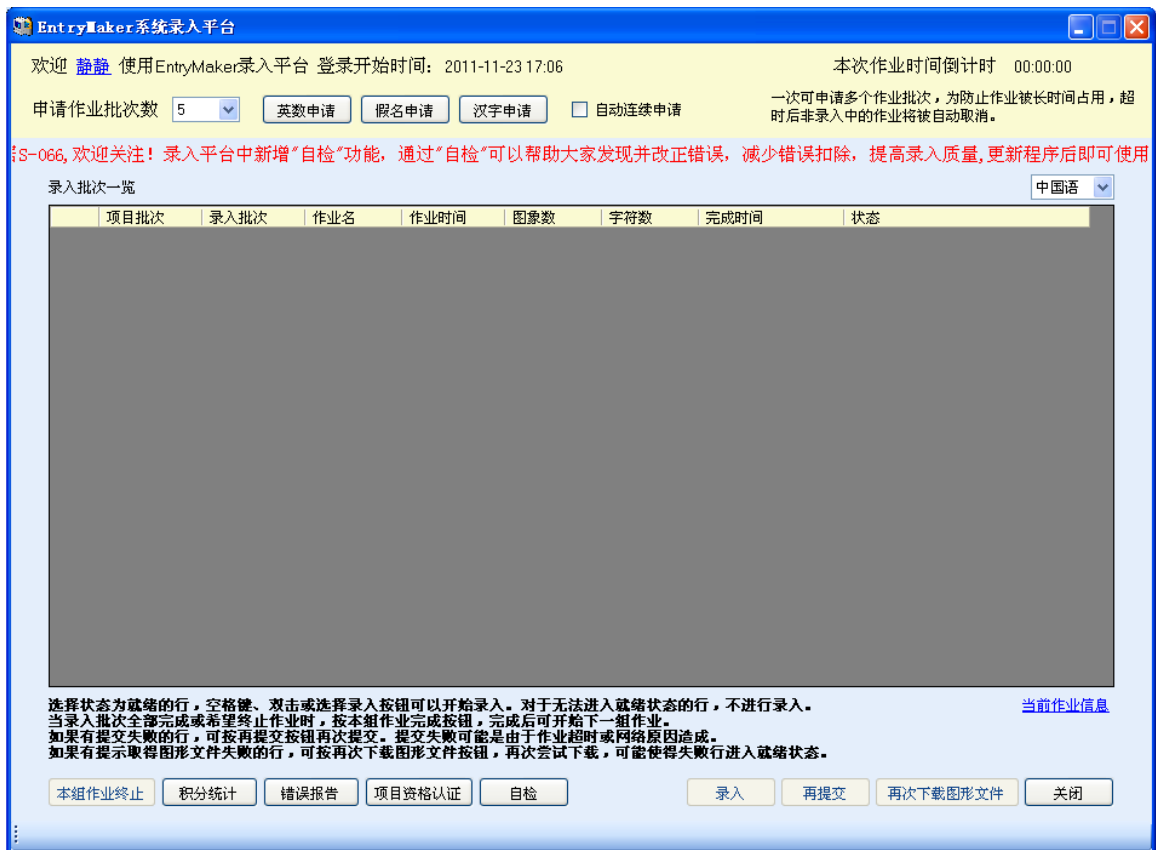 EntryMaker系统录入平台
欢迎 静静 使用EntryMaker录入平台 登录开始时间： 2011-11-23 17:06 本次作业时间倒计时 00:00:00
申请作业批次数 5 英数申请 假名申请 汉字申请 自动连续申请
一次可申请多个作业批次，为防止作业被长时间占用，超
时后非录入中的作业将被自动取消。
S-066,欢迎关注！录入平台中新增"自检"功能，通过"自检"可以帮助大家发现并改正错误，减少错误扣除，提高录入质量,更新程序后即可使用
录入批次一览 中国语
项目批次 录入批次 作业名 作业时间 图象数 字符数 完成时间 状态
选择状态为就绪的行，空格键、双击或选择录入按钮可以开始录入。对于无法进入就绪状态的行，不进行录入。 当前作业信息
当录入批次全部完成或希望终止作业时，按本组作业完成按钮，完成后可开始下一组作业。
如果有提交失败的行，可按再提交按钮再次提交。提交失败可能是由于作业超时或网络原因造成。
如果有提示取得图形文件失败的行，可按再次下载图形文件按钮，再次尝试下载，可能使得失败行进入就绪状态。
本组作业终止 积分统计 错误报告 项目资格认证 自检 录入 再提交 再次下载图形文件 关闭